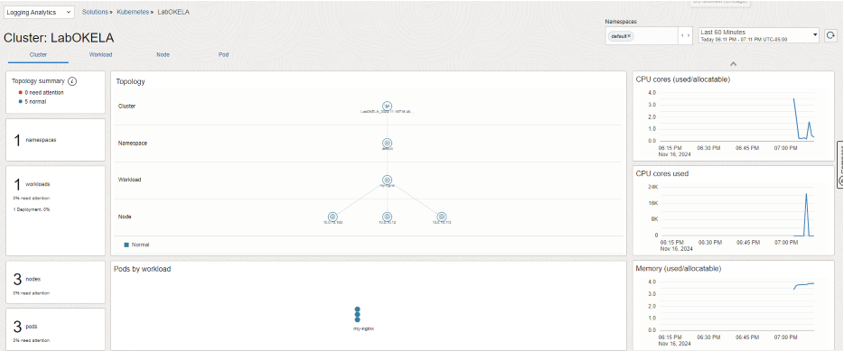 Logging Analytics
Solutions » Kubernetes » LabOKELA
Cluster: LabOKELA
Namespaces
default ×
Last 60 Minutes
Today 06:11 PM - 07:11 PM UTC-05:00
Cluster
Workload
Node
Pod
Topology summary
0 need attention
5 normal
1 namespaces
1 workloads
0% need attention
1 Deployment, 0%
3 nodes
0% need attention
3 pods
0% need attention
Topology
Cluster
Namespace
Workload
Node
Normal
Pods by workload
my-nginx
CPU cores (used/allocatable)
4.0
3.0
2.0
1.0
0.0
06:15 PM
06:30 PM
06:45 PM
07:00 PM
Nov 16, 2024
CPU cores used
24K
16K
8K
0
06:15 PM
06:30 PM
06:45 PM
07:00 PM
Nov 16, 2024
Memory (used/allocatable)
4.0
3.0
2.0
1.0
0.0
06:15 PM
06:30 PM
06:45 PM
07:00 PM
Nov 16, 2024